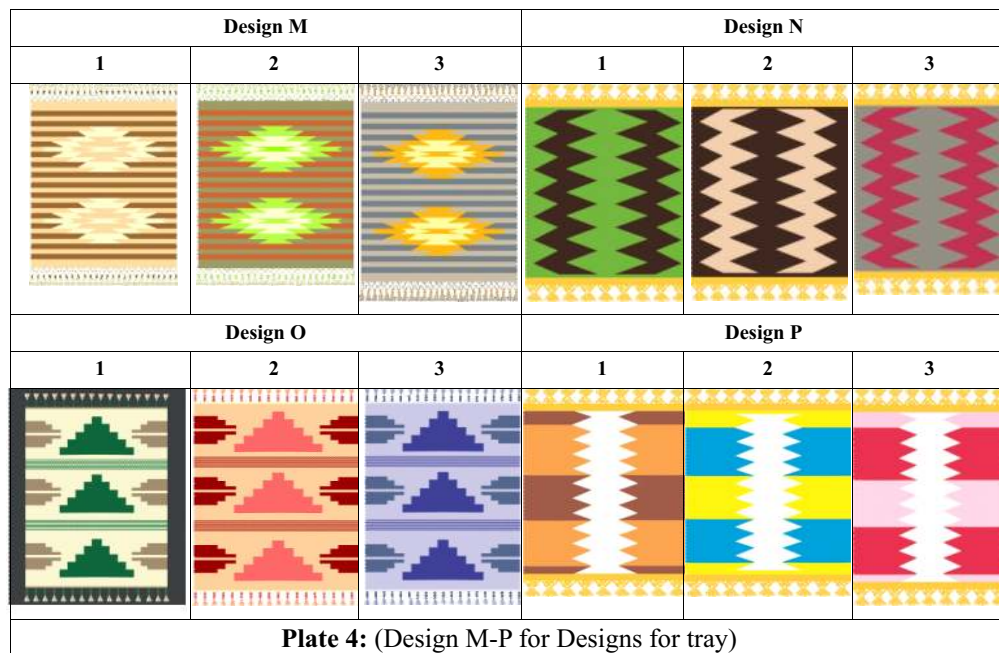 Design M Design N
1 2 3 1 2 3
Design O Design P
1 2 3 1 2 3
Plate 4: (Design M-P for Designs for tray)